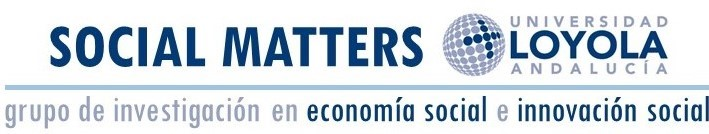 SOCIAL MATTERS
UNIVERSIDAD
LOYOLA
ANDALUCÍA
grupo de investigación en economía social e innovación social